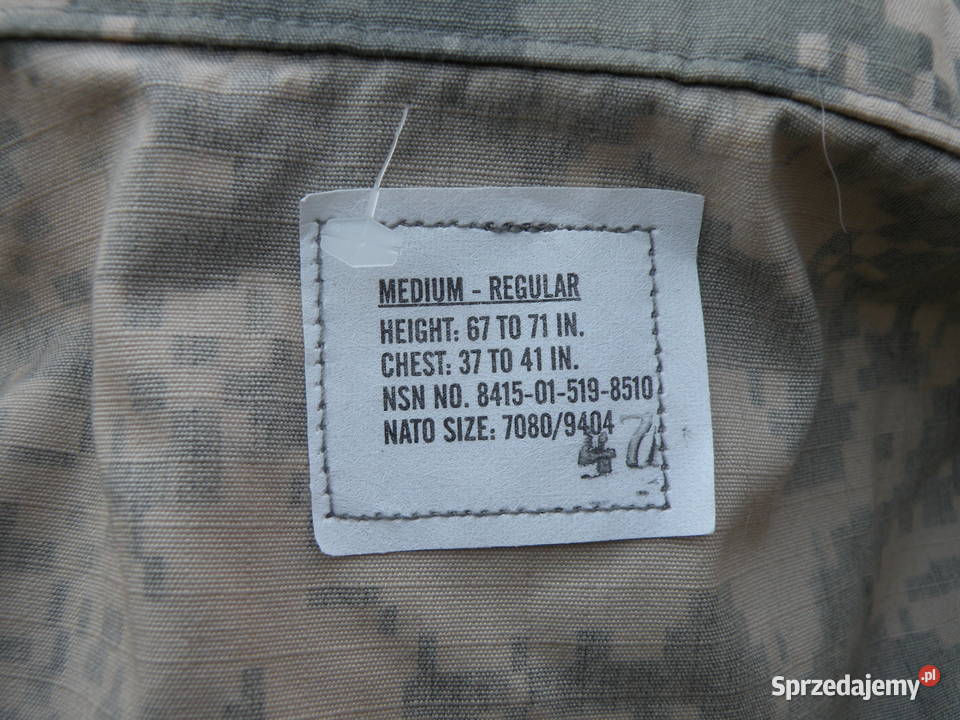 MEDIUM - REGULAR
HEIGHT: 67 TO 71 IN.
CHEST: 37 TO 41 IN.
NSN NO. 8415-01-519-8510
NATO SIZE: 7080/9404
47
Sprzedajemy.pl